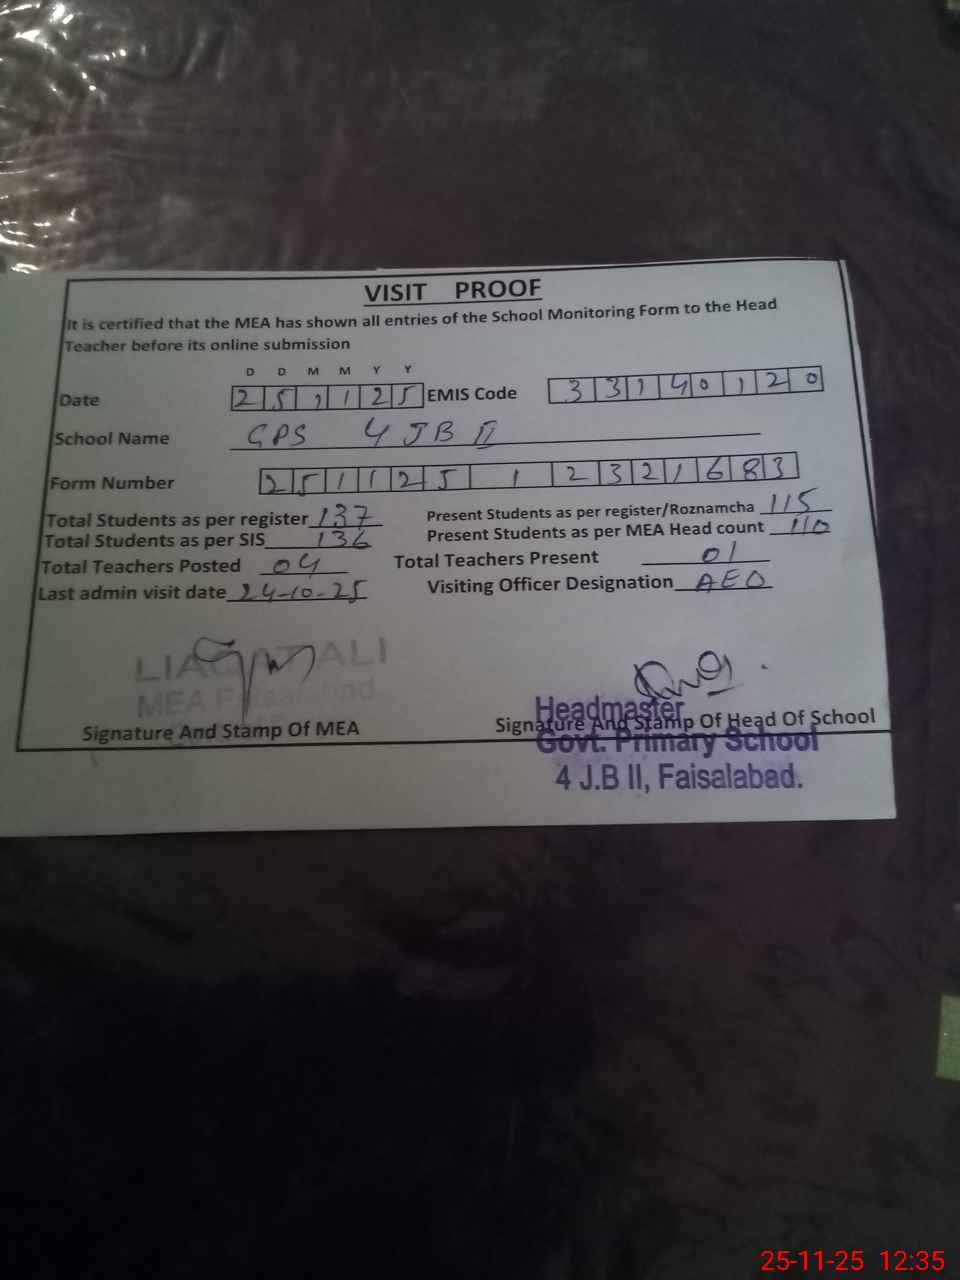 VISIT PROOF
It is certified that the MEA has shown all entries of the School Monitoring Form to the Head
Teacher before its online submission
D D M M Y Y
Date 2 5 1 1 2 5 EMIS Code 3 3 1 4 0 1 2 0
School Name GPS 4 JB II
Form Number 2 5 1 1 2 5 1 2 3 2 1 6 8 3
Total Students as per register 137 Present Students as per register/Roznamcha 115
Total Students as per SIS 136 Present Students as per MEA Head count 110
Total Teachers Posted 04 Total Teachers Present 01
Last admin visit date 24-10-25 Visiting Officer Designation AEO
LIAQAT ALI
MEA Faisalabad
Headmaster
Signature And Stamp Of MEA Signature And Stamp Of Head Of School
Govt. Primary School
4 J.B II, Faisalabad.
25-11-25 12:35